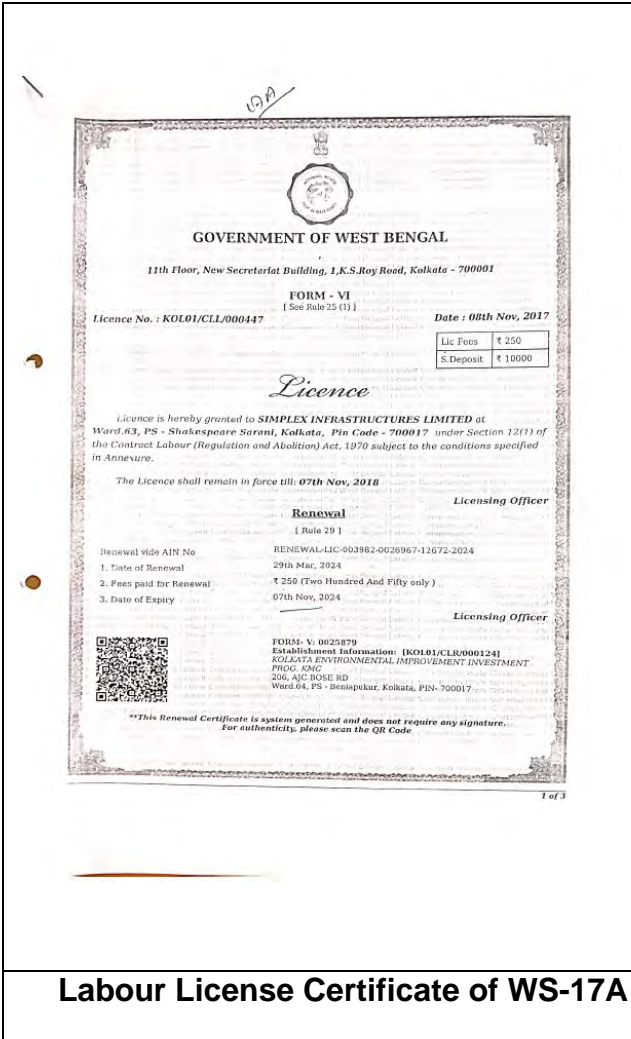 GOVERNMENT OF WEST BENGAL
11th Floor, New Secretariat Building, 1,K.S.Roy Road, Kolkata - 700001
FORM - VI
[ See Rule 25 (1) ]
Licence No. : KOL01/CLL/000447
Date : 08th Nov, 2017
Lic Fees ₹ 250
S.Deposit ₹ 10000
Licence
Licence is hereby granted to SIMPLEX INFRASTRUCTURES LIMITED at
Ward.63, PS - Shakespeare Sarani, Kolkata, Pin Code - 700017 under Section 12(1) of
the Contract Labour (Regulation and Abolition) Act, 1970 subject to the conditions specified
in Annexure.
The Licence shall remain in force till: 07th Nov, 2018
Licensing Officer
Renewal
[ Rule 29 ]
Renewal vide AIN No RENEWAL-LIC-003982-0026967-12672-2024
1. Date of Renewal 29th Mar, 2024
2. Fees paid for Renewal ₹ 250 (Two Hundred And Fifty only )
3. Date of Expiry 07th Nov, 2024
Licensing Officer
FORM- V: 0025879
Establishment Information: [KOL01/CLR/000124]
KOLKATA ENVIRONMENTAL IMPROVEMENT INVESTMENT
PROG. KMC
206, AJC BOSE RD
Ward.64, PS - Beniapukur, Kolkata, PIN- 700017
**This Renewal Certificate is system generated and does not require any signature.
For authenticity, please scan the QR Code
1 of 3
Labour License Certificate of WS-17A